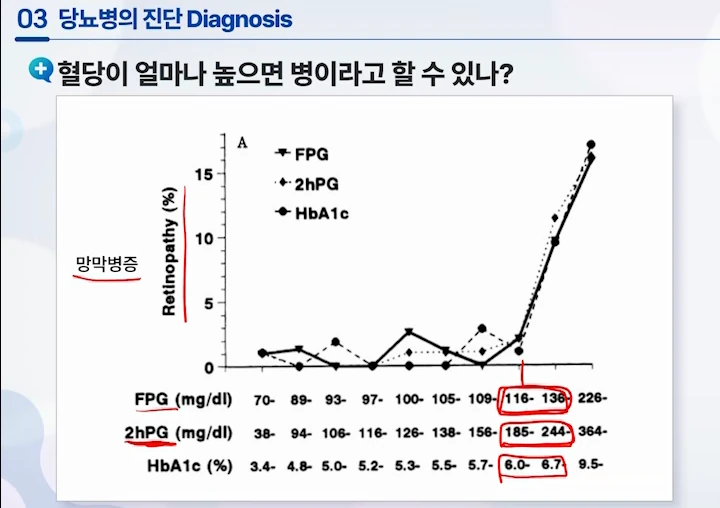 03 당뇨병의 진단 Diagnosis
혈당이 얼마나 높으면 병이라고 할 수 있나?
A
FPG
2hPG
HbA1c
15
10
5
0
Retinopathy (%)
망막병증
FPG (mg/dl) 70- 89- 93- 97- 100- 105- 109- 116- 136- 226-
2hPG (mg/dl) 38- 94- 106- 116- 126- 138- 156- 185- 244- 364-
HbA1c (%) 3.4- 4.8- 5.0- 5.2- 5.3- 5.5- 5.7- 6.0- 6.7- 9.5-